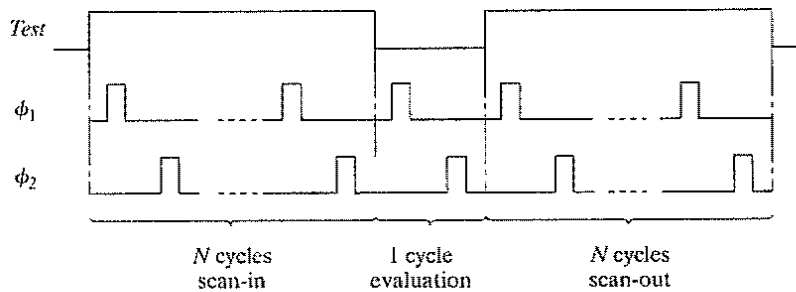 Test
ϕ₁
ϕ₂
N cycles
scan-in
1 cycle
evaluation
N cycles
scan-out